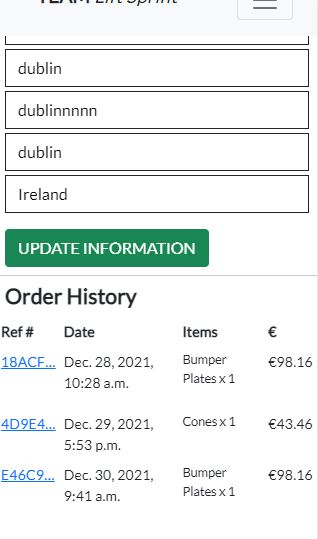 TEAM Lift Sprint
dublin
dublinnnnn
dublin
Ireland
UPDATE INFORMATION
Order History
Ref # Date Items €
18ACF... Dec. 28, 2021, 10:28 a.m. Bumper Plates x 1 €98.16
4D9E4... Dec. 29, 2021, 5:53 p.m. Cones x 1 €43.46
E46C9... Dec. 30, 2021, 9:41 a.m. Bumper Plates x 1 €98.16